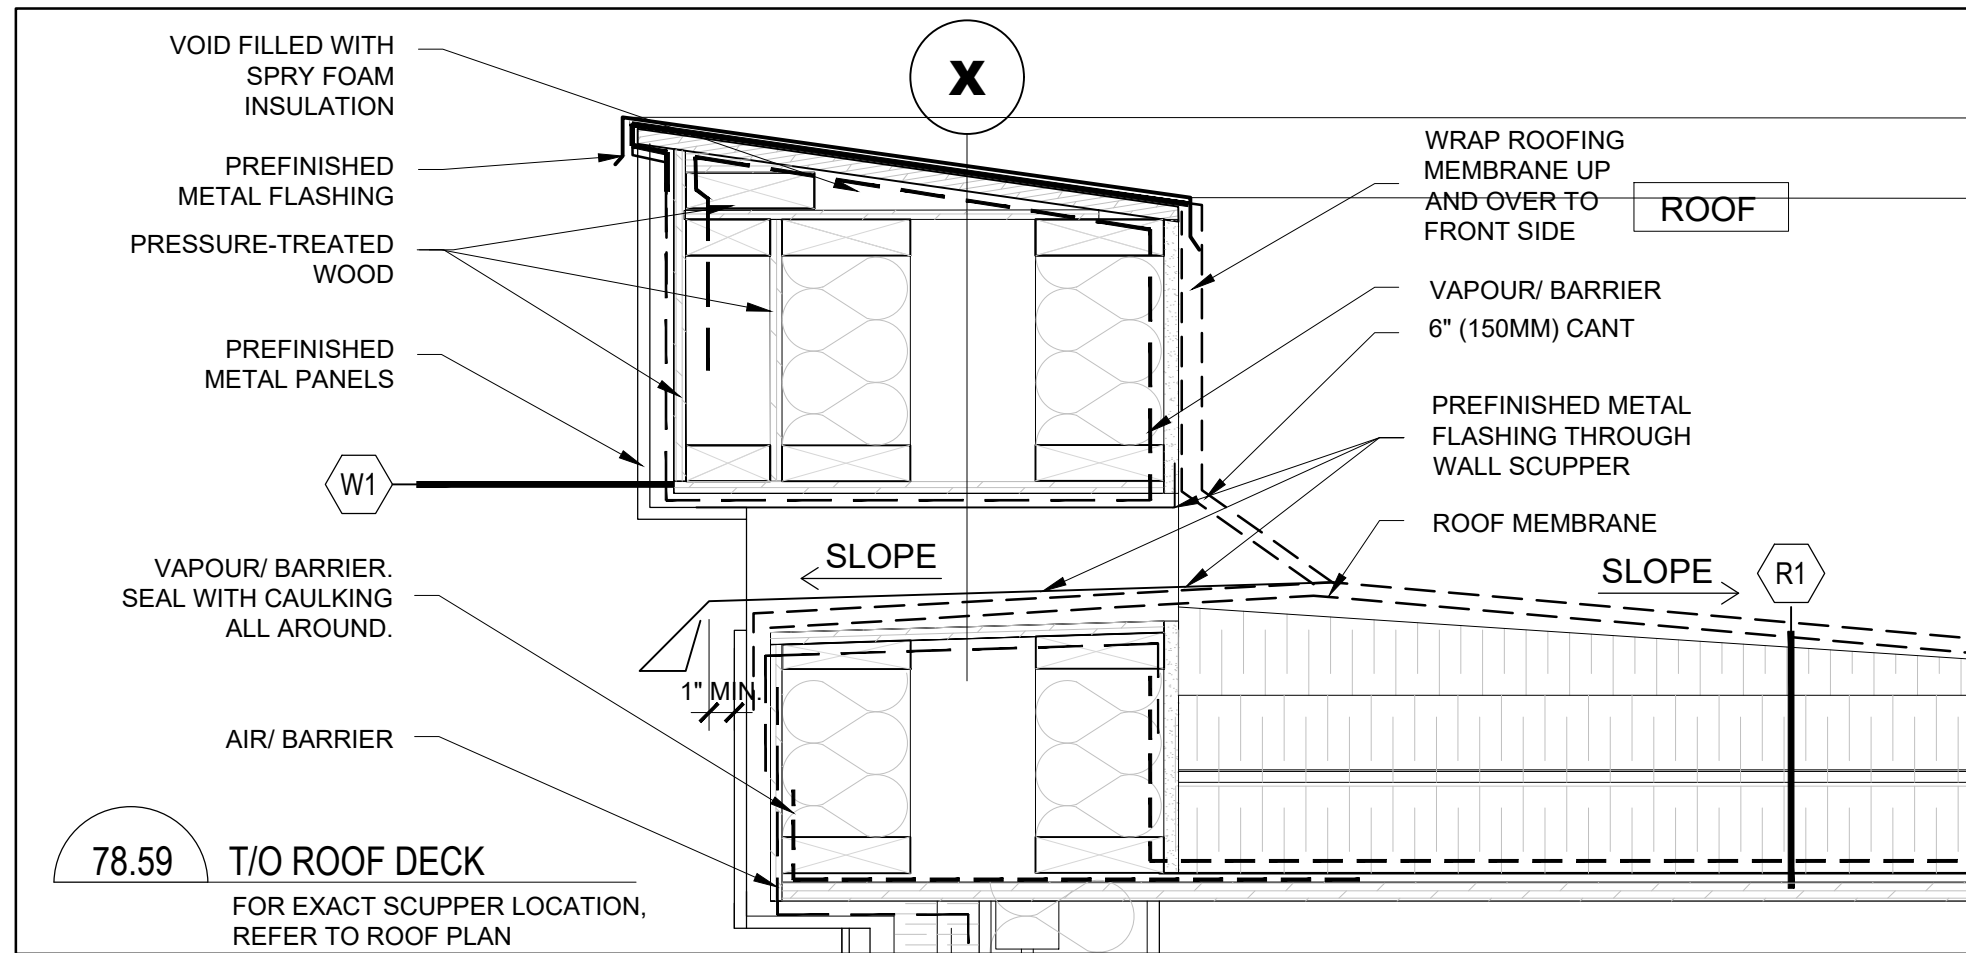 VOID FILLED WITH
SPRY FOAM
INSULATION
PREFINISHED
METAL FLASHING
PRESSURE-TREATED
WOOD
PREFINISHED
METAL PANELS
W1
VAPOUR/ BARRIER.
SEAL WITH CAULKING
ALL AROUND.
AIR/ BARRIER
78.59
T/O ROOF DECK
FOR EXACT SCUPPER LOCATION,
REFER TO ROOF PLAN
X
SLOPE
1" MIN.
WRAP ROOFING
MEMBRANE UP
AND OVER TO
FRONT SIDE
ROOF
VAPOUR/ BARRIER
6" (150MM) CANT
PREFINISHED METAL
FLASHING THROUGH
WALL SCUPPER
ROOF MEMBRANE
SLOPE
R1